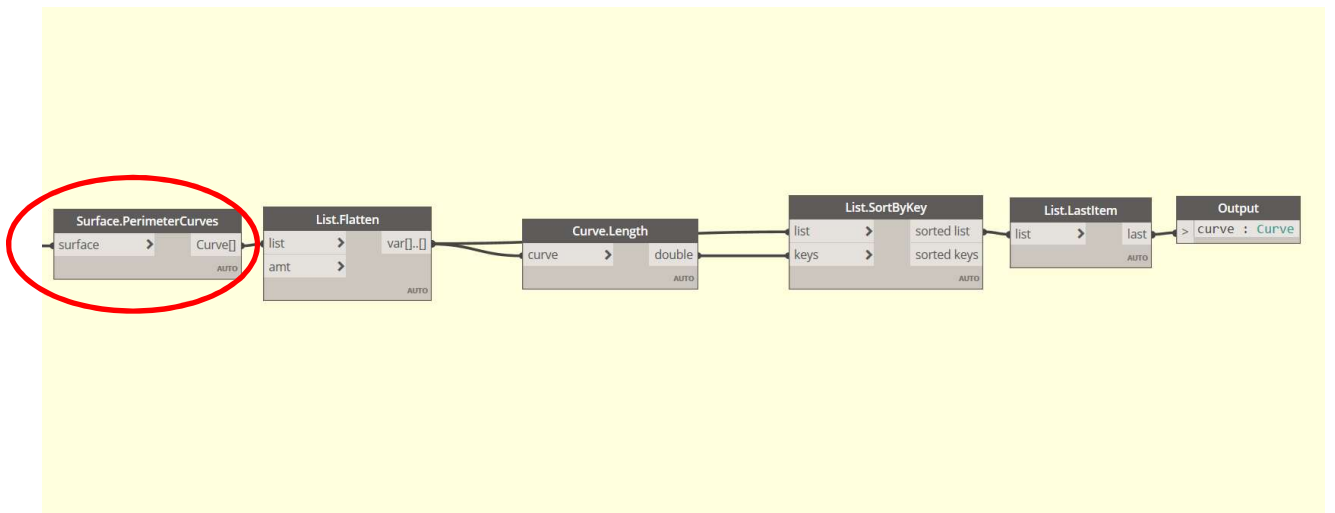 Surface.PerimeterCurves
surface > Curve[]
AUTO
List.Flatten
list > var[]..[]
amt >
AUTO
Curve.Length
curve > double
AUTO
List.SortByKey
list > sorted list
keys > sorted keys
AUTO
List.LastItem
list > last
AUTO
Output
> curve : Curve